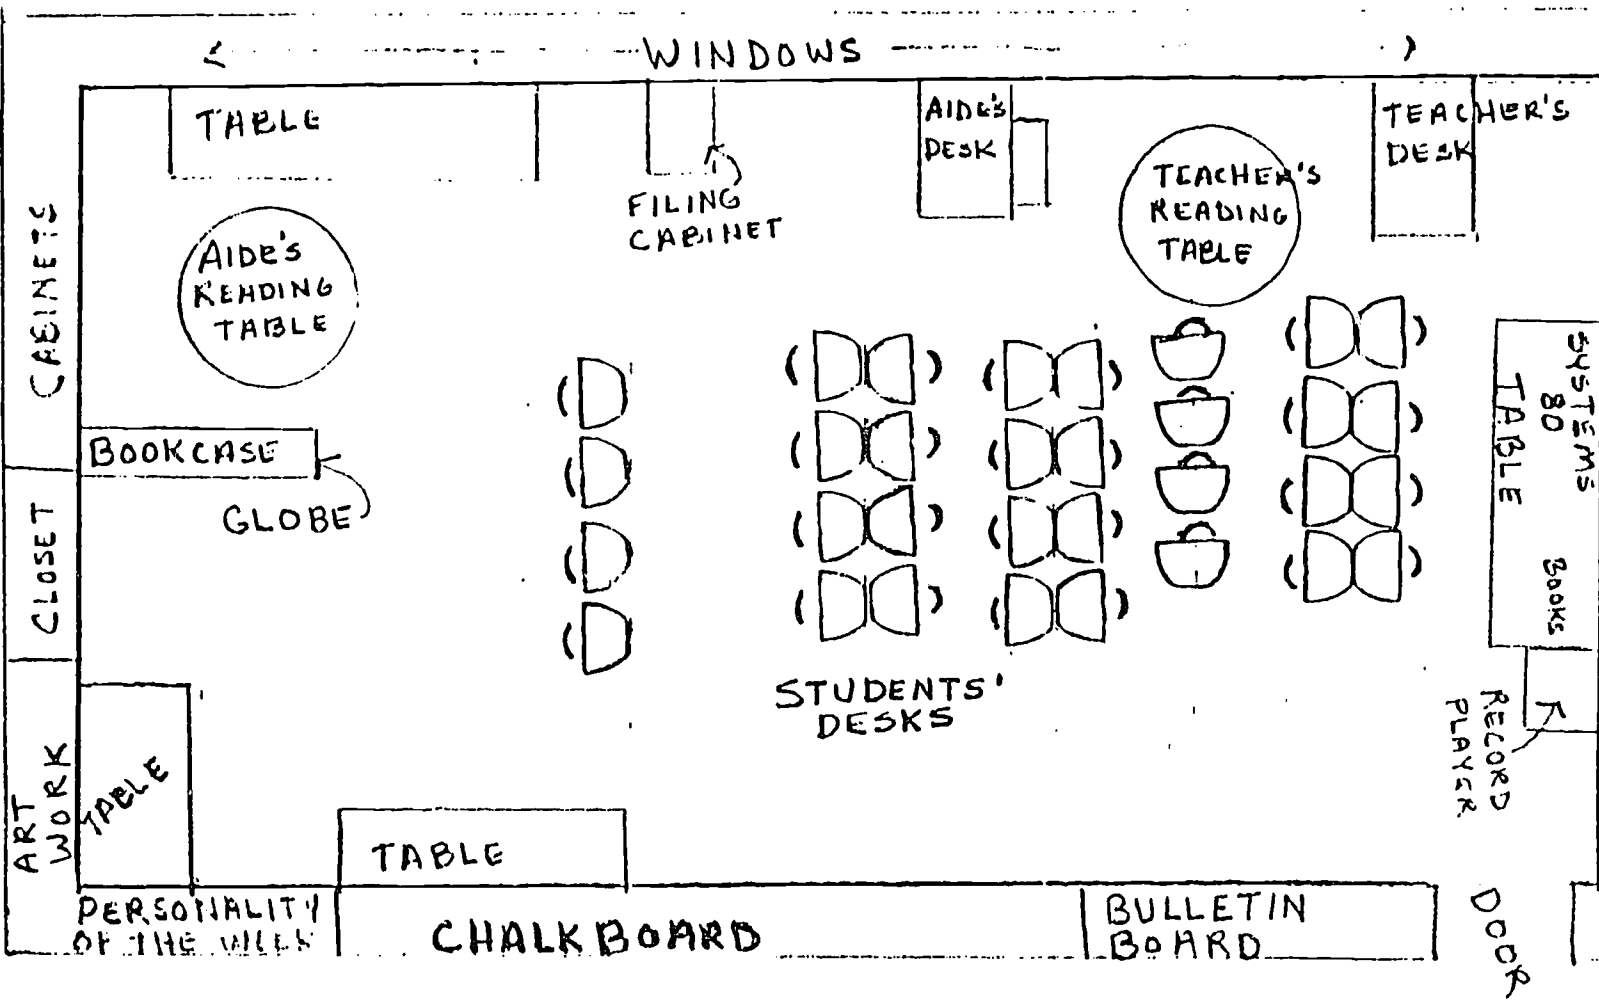 WINDOWS
TABLE
AIDE'S
DESK
TEACHER'S
DESK
FILING
CABINET
TEACHER'S
READING
TABLE
CABINETS
AIDE'S
READING
TABLE
BOOKCASE
GLOBE
SYSTEMS
80
TABLE
BOOKS
CLOSET
STUDENTS'
DESKS
RECORD
PLAYER
ART
WORK
TABLE
TABLE
PERSONALITY
OF THE WEEK
CHALKBOARD
BULLETIN
BOARD
DOOR